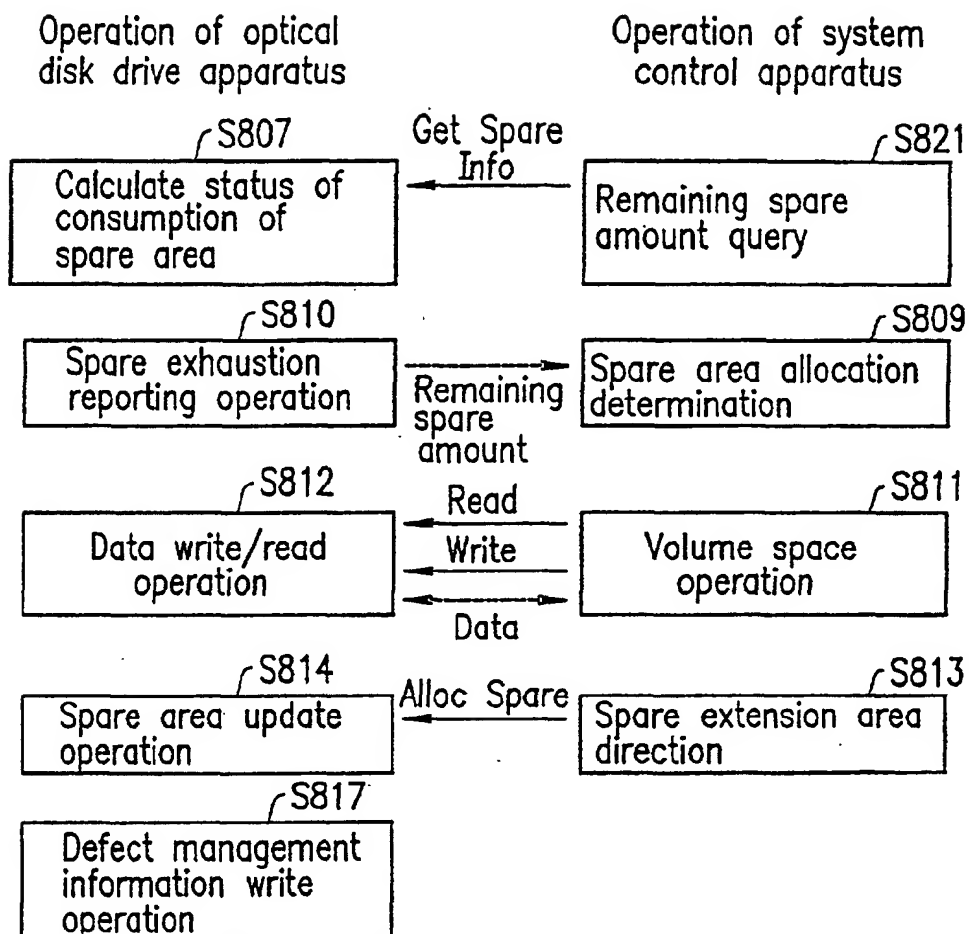 Operation of optical
disk drive apparatus
Operation of system
control apparatus
S807
Calculate status of
consumption of
spare area
Get Spare
Info
S821
Remaining spare
amount query
S810
Spare exhaustion
reporting operation
Remaining
spare
amount
S809
Spare area allocation
determination
S812
Data write/read
operation
Read
Write
Data
S811
Volume space
operation
S814
Spare area update
operation
Alloc Spare
S813
Spare extension area
direction
S817
Defect management
information write
operation